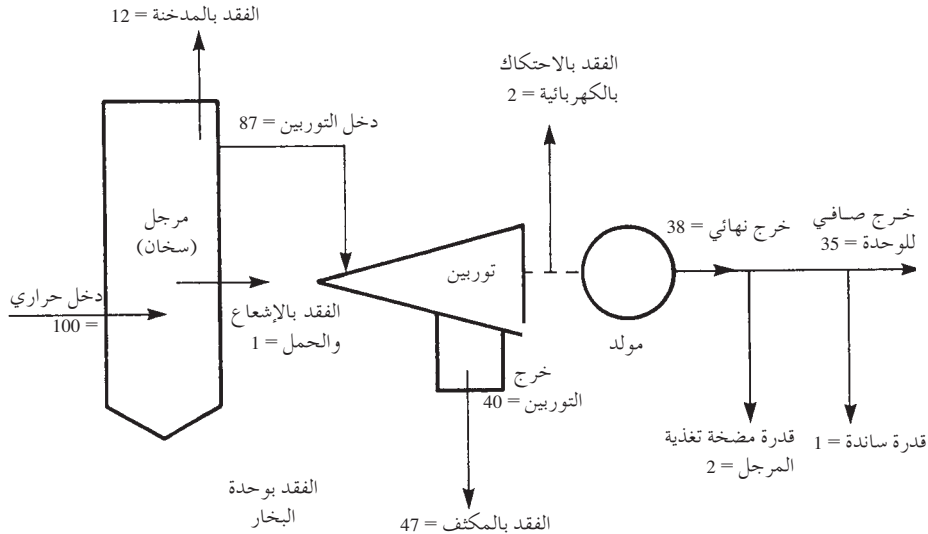 الفقد بالمدخنة = 12
الفقد بالاحتكاك
بالكهربائية = 2
دخل التوربين = 87
مرجل
(سخان)
توربين
خرج نهائي = 38
خـرج صـافـي
للوحدة = 35
دخل حراري
= 100
الفقد بالإشعاع
والحمل = 1
مولد
خرج
التوربين = 40
قدرة مضخة تغذية
المرجل = 2
قدرة ساندة = 1
الفقد بوحدة
البخار
الفقد بالمكثف = 47